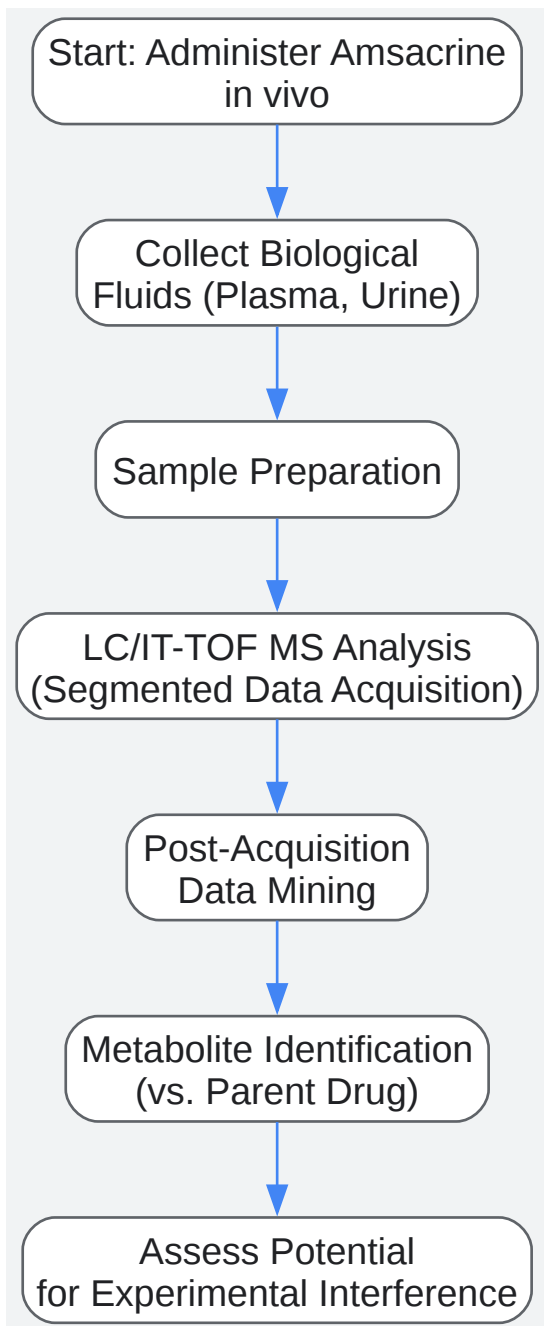 Start: Administer Amsacrine
in vivo
Collect Biological
Fluids (Plasma, Urine)
Sample Preparation
LC/IT-TOF MS Analysis
(Segmented Data Acquisition)
Post-Acquisition
Data Mining
Metabolite Identification
(vs. Parent Drug)
Assess Potential
for Experimental Interference